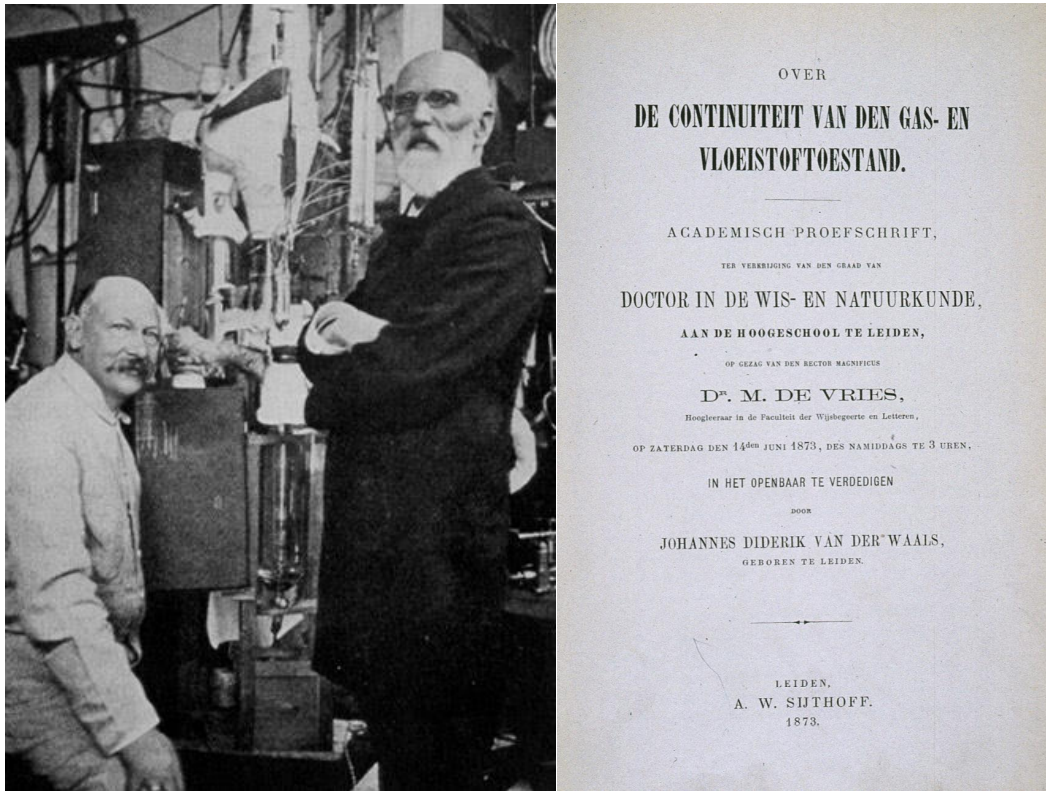 OVER
DE CONTINUITEIT VAN DEN GAS- EN
VLOEISTOFTOESTAND.
ACADEMISCH PROEFSCHRIFT,
TER VERKRIJGING VAN DEN GRAAD VAN
DOCTOR IN DE WIS- EN NATUURKUNDE,
AAN DE HOOGESCHOOL TE LEIDEN,
OP GEZAG VAN DEN RECTOR MAGNIFICUS
DR. M. DE VRIES,
Hoogleeraar in de Faculteit der Wijsbegeerte en Letteren,
OP ZATERDAG DEN 14den JUNI 1873, DES NAMIDDAGS TE 3 UREN,
IN HET OPENBAAR TE VERDEDIGEN
DOOR
JOHANNES DIDERIK VAN DER WAALS,
GEBOREN TE LEIDEN.
LEIDEN,
A. W. SIJTHOFF.
1873.